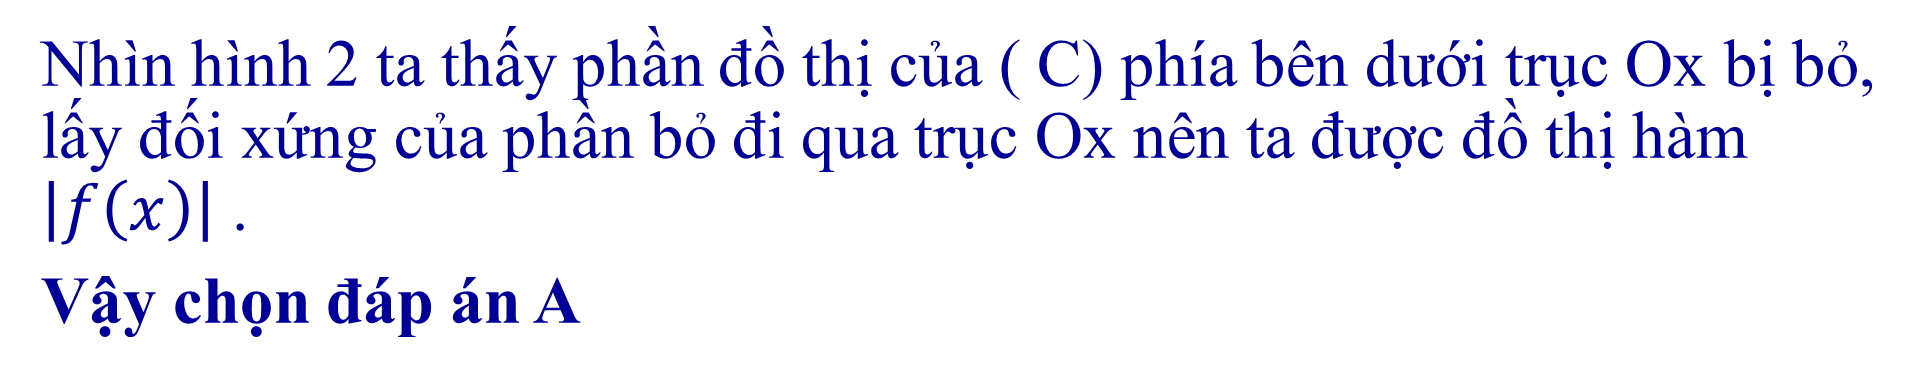 Nhìn hình 2 ta thấy phần đồ thị của ( C) phía bên dưới trục Ox bị bỏ,
lấy đối xứng của phần bỏ đi qua trục Ox nên ta được đồ thị hàm
|f(x)| .
Vậy chọn đáp án A